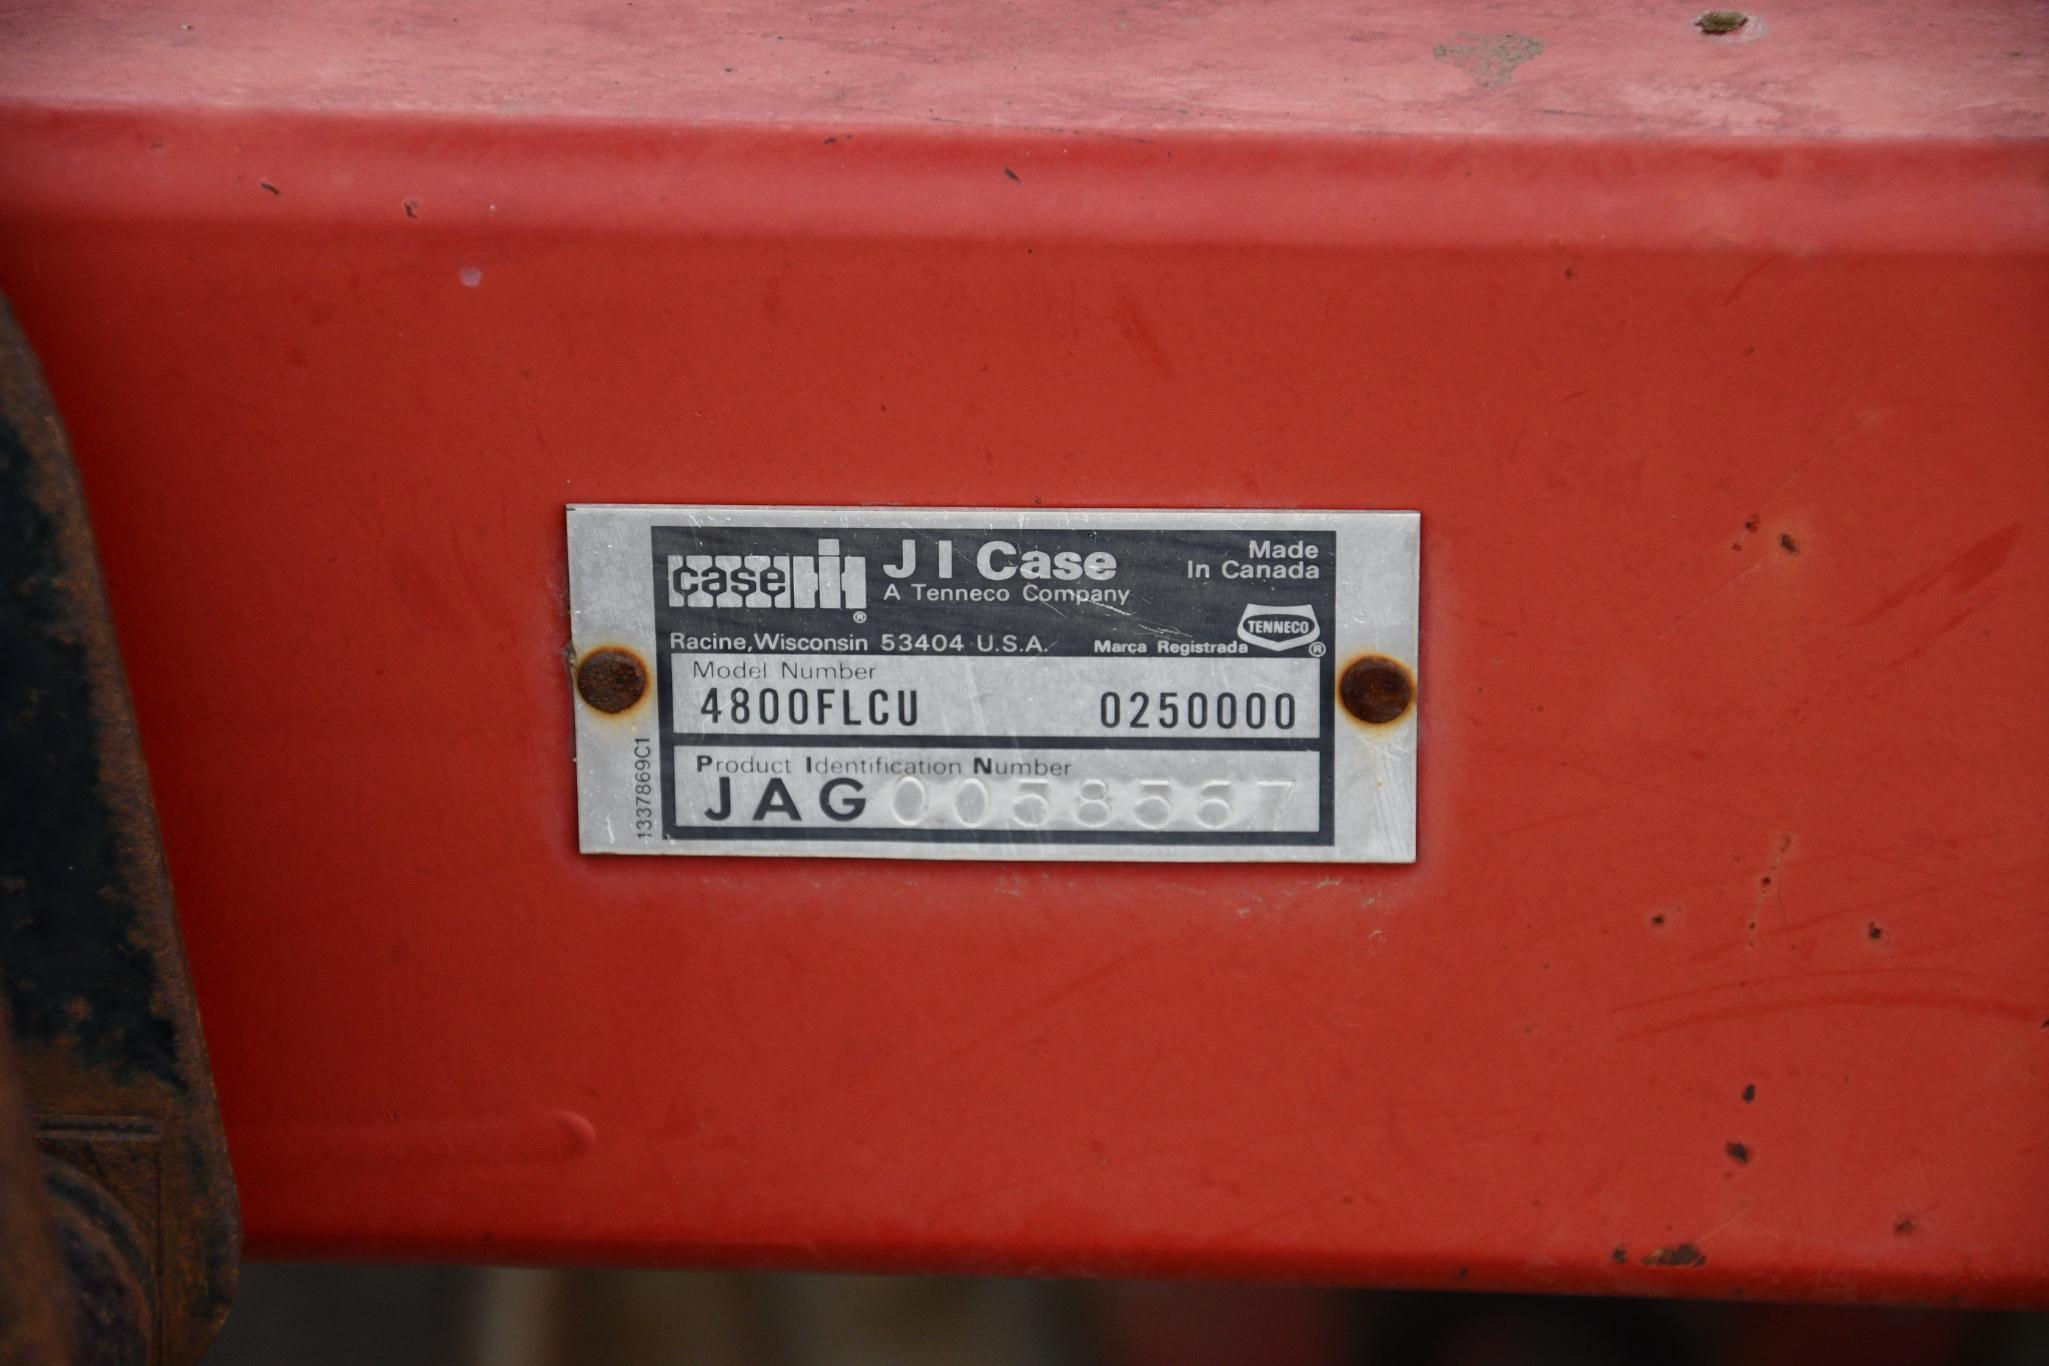 case IH ® J I Case
A Tenneco Company
Made
In Canada
TENNECO ®
Racine, Wisconsin 53404 U.S.A. Marca Registrada
Model Number
4800FLCU 0250000
Product Identification Number
JAG 0058567
1337869C1